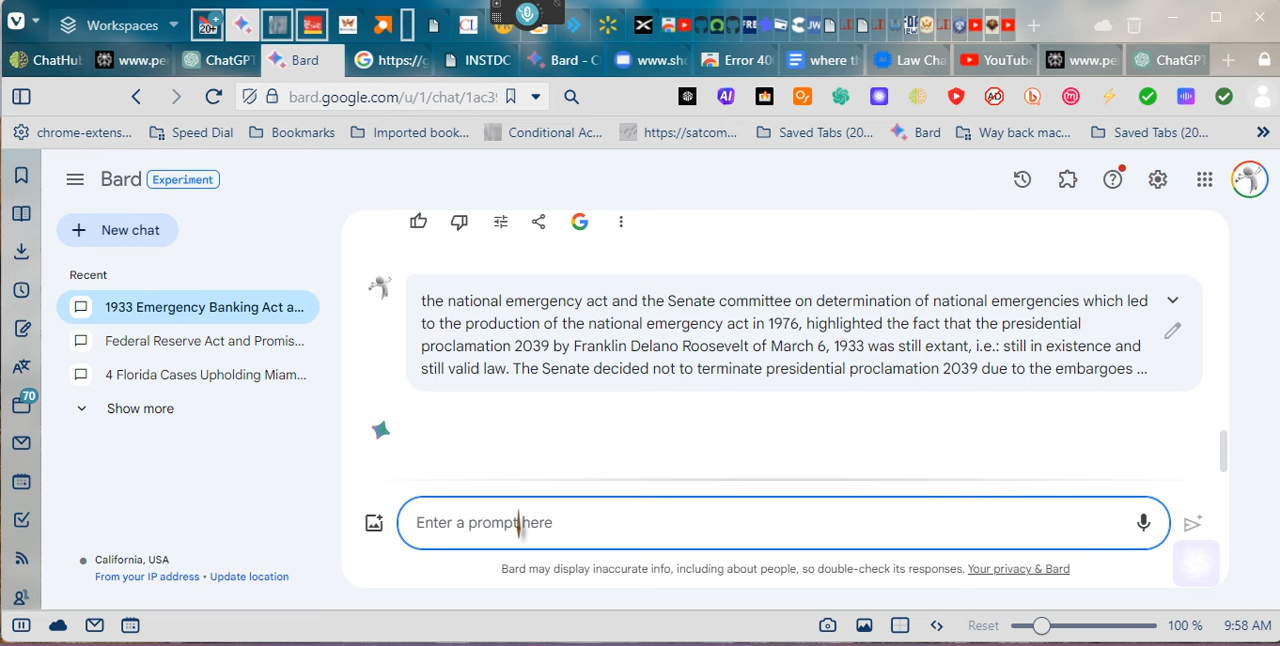 Workspaces
20+
CI
JW
FRE
ChatHub
www.pe
ChatGP
Bard
https://c
INSTDC
Bard - C
www.sho
Error 40
where th
Law Cha
YouTube
www.pe
ChatGP
bard.google.com/u/1/chat/1ac3
chrome-extens...
Speed Dial
Bookmarks
Imported book...
Conditional Ac...
https://satcom...
Saved Tabs (20...
Bard
Way back mac...
Saved Tabs (20...
Bard
Experiment
New chat
Recent
1933 Emergency Banking Act a...
Federal Reserve Act and Promis...
4 Florida Cases Upholding Miam...
Show more
70
the national emergency act and the Senate committee on determination of national emergencies which led
to the production of the national emergency act in 1976, highlighted the fact that the presidential
proclamation 2039 by Franklin Delano Roosevelt of March 6, 1933 was still extant, i.e.: still in existence and
still valid law. The Senate decided not to terminate presidential proclamation 2039 due to the embargoes ...
Enter a prompt here
California, USA
From your IP address • Update location
Bard may display inaccurate info, including about people, so double-check its responses. Your privacy & Bard
Reset
100 %
9:58 AM